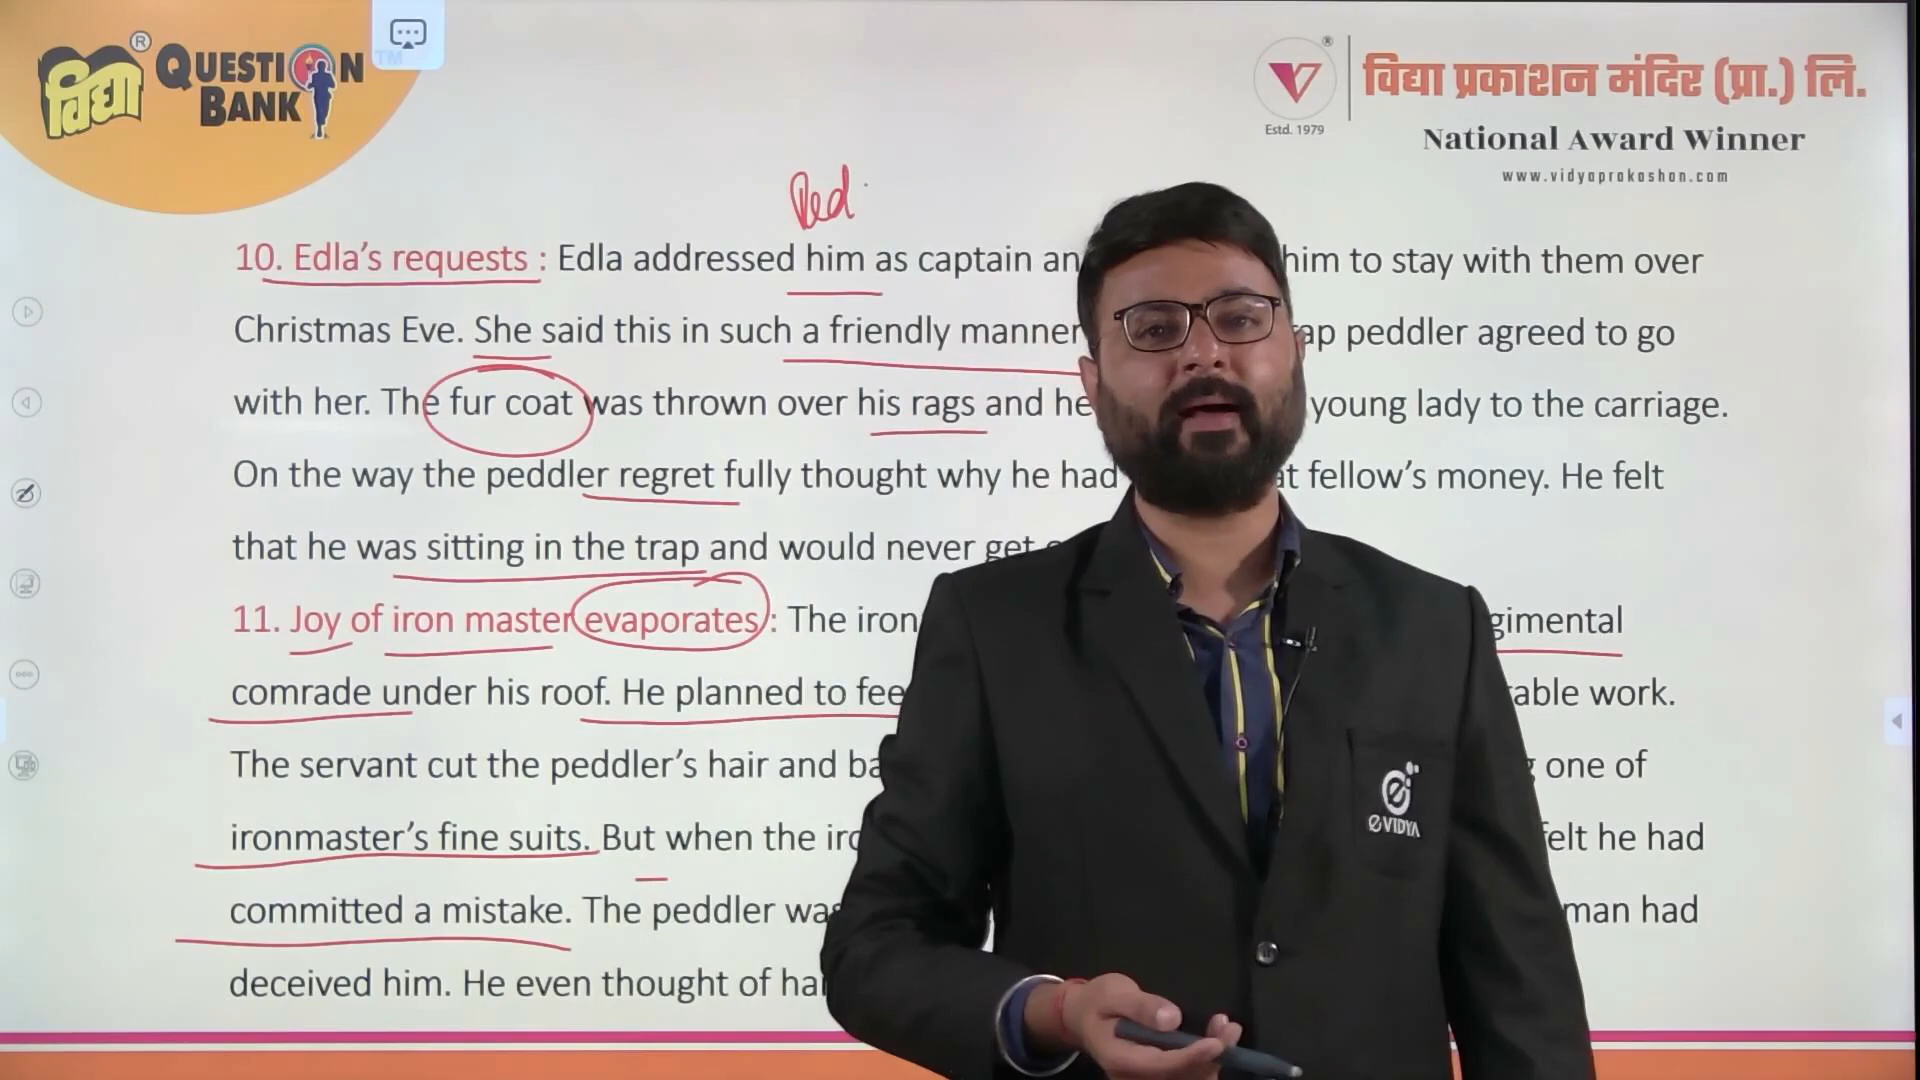 विद्या
®
QUESTION
BANK
TM
®
Estd. 1979
विद्या प्रकाशन मंदिर (प्रा.) लि.
National Award Winner
www.vidyaprakashan.com
Ped
10. Edla's requests : Edla addressed him as captain an him to stay with them over
Christmas Eve. She said this in such a friendly manner peddler agreed to go
with her. The fur coat was thrown over his rags and he young lady to the carriage.
On the way the peddler regret fully thought why he had fellow's money. He felt
that he was sitting in the trap and would never get
11. Joy of iron master evaporates : The iron gimental
comrade under his roof. He planned to fee able work.
The servant cut the peddler's hair and ba one of
ironmaster's fine suits. But when the iro felt he had
committed a mistake. The peddler was man had
deceived him. He even thought of ha
eVIDYA